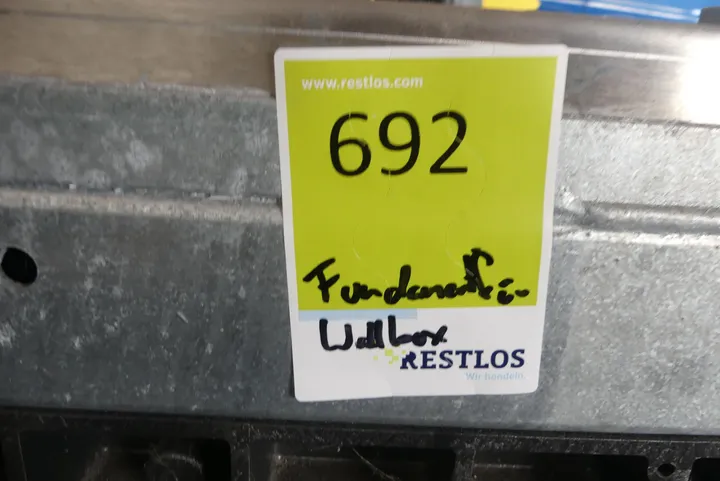 www.restlos.com
692
Fundament für
Wallbox
RESTLOS
Wir handeln.